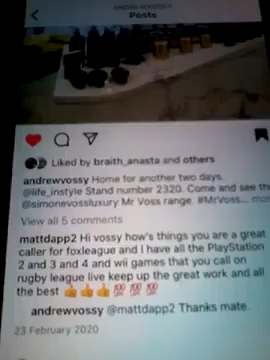 Posts
Liked by braith_anasta and others
andrewvossy Home for another two days.
@life_instyle Stand number 2320. Come and see the
@simonevossluxury Mr Voss range. #MrVoss... mor
View all 5 comments
mattdapp2 Hi vossy how's things you are a great
caller for foxleague and I have all the PlayStation
2 and 3 and 4 and wii games that you call on
rugby league live keep up the great work and all
the best 👍👍👍💯💯💯
andrewvossy @mattdapp2 Thanks mate.
23 February 2020